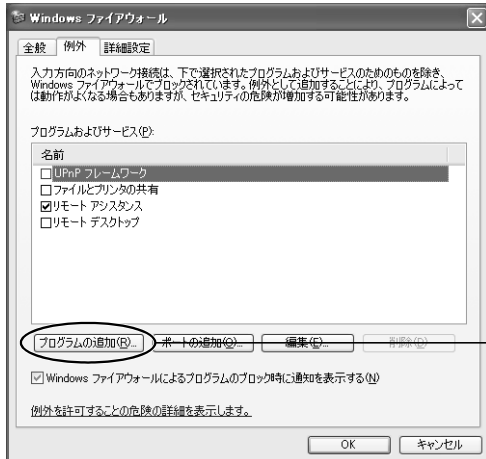 Windows ファイアウォール
全般 例外 詳細設定
入力方向のネットワーク接続は、下で選択されたプログラムおよびサービスのためのものを除き、
Windows ファイアウォールでブロックされています。例外として追加することにより、プログラムによって
は動作がよくなる場合もありますが、セキュリティの危険が増加する可能性があります。
プログラムおよびサービス(P):
名前
UPnP フレームワーク
ファイルとプリンタの共有
リモート アシスタンス
リモート デスクトップ
プログラムの追加(R)... ポートの追加(O)... 編集(E)... 削除(D)
Windows ファイアウォールによるプログラムのブロック時に通知を表示する(N)
例外を許可することの危険の詳細を表示します。
OK キャンセル